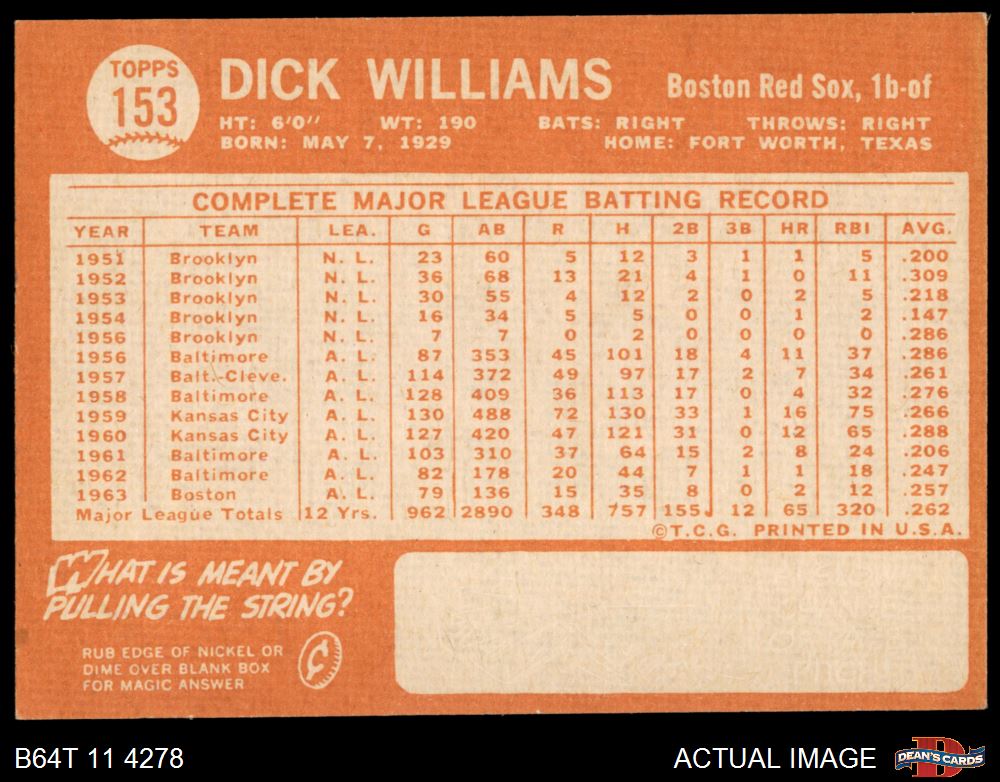 TOPPS
153
DICK WILLIAMS
Boston Red Sox, 1b-of
HT: 6'0'' WT: 190 BATS: RIGHT THROWS: RIGHT
BORN: MAY 7, 1929 HOME: FORT WORTH, TEXAS
COMPLETE MAJOR LEAGUE BATTING RECORD
YEAR TEAM LEA. G AB R H 2B 3B HR RBI AVG.
1951 Brooklyn N. L. 23 60 5 12 3 1 1 5 .200
1952 Brooklyn N. L. 36 68 13 21 4 1 0 11 .309
1953 Brooklyn N. L. 30 55 4 12 2 0 2 5 .218
1954 Brooklyn N. L. 16 34 5 5 0 0 1 2 .147
1956 Brooklyn N. L. 7 7 0 2 0 0 0 0 .286
1956 Baltimore A. L. 87 353 45 101 18 4 11 37 .286
1957 Balt.-Cleve. A. L. 114 372 49 97 17 2 7 34 .261
1958 Baltimore A. L. 128 409 36 113 17 0 4 32 .276
1959 Kansas City A. L. 130 488 72 130 33 1 16 75 .266
1960 Kansas City A. L. 127 420 47 121 31 0 12 65 .288
1961 Baltimore A. L. 103 310 37 64 15 2 8 24 .206
1962 Baltimore A. L. 82 178 20 44 7 1 1 18 .247
1963 Boston A. L. 79 136 15 35 8 0 2 12 .257
Major League Totals 12 Yrs. 962 2890 348 757 155 12 65 320 .262
©T.C.G. PRINTED IN U.S.A.
WHAT IS MEANT BY
PULLING THE STRING?
RUB EDGE OF NICKEL OR
DIME OVER BLANK BOX
FOR MAGIC ANSWER
¢
B64T 11 4278
ACTUAL IMAGE
D
DEAN'S CARDS